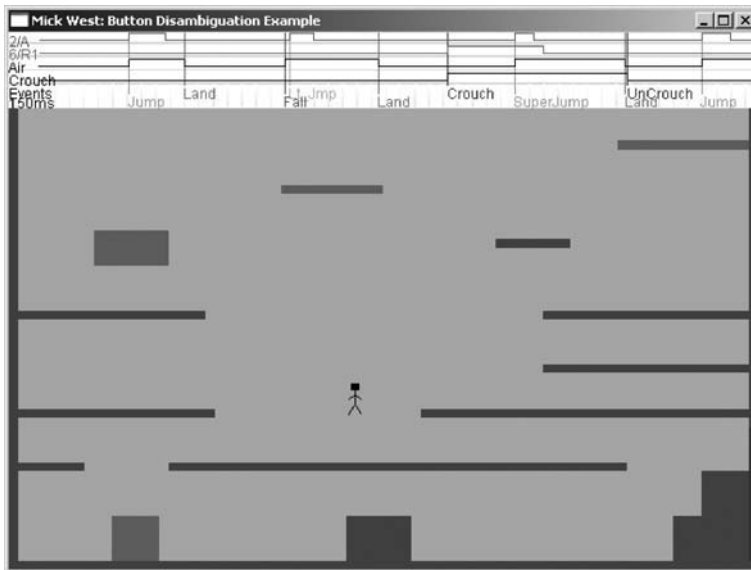 Mick West: Button Disambiguation Example
2/A
6/R1
Air
Crouch
Events Land Jmp Crouch UnCrouch
150ms Jump Fall Land SuperJump Land Jump